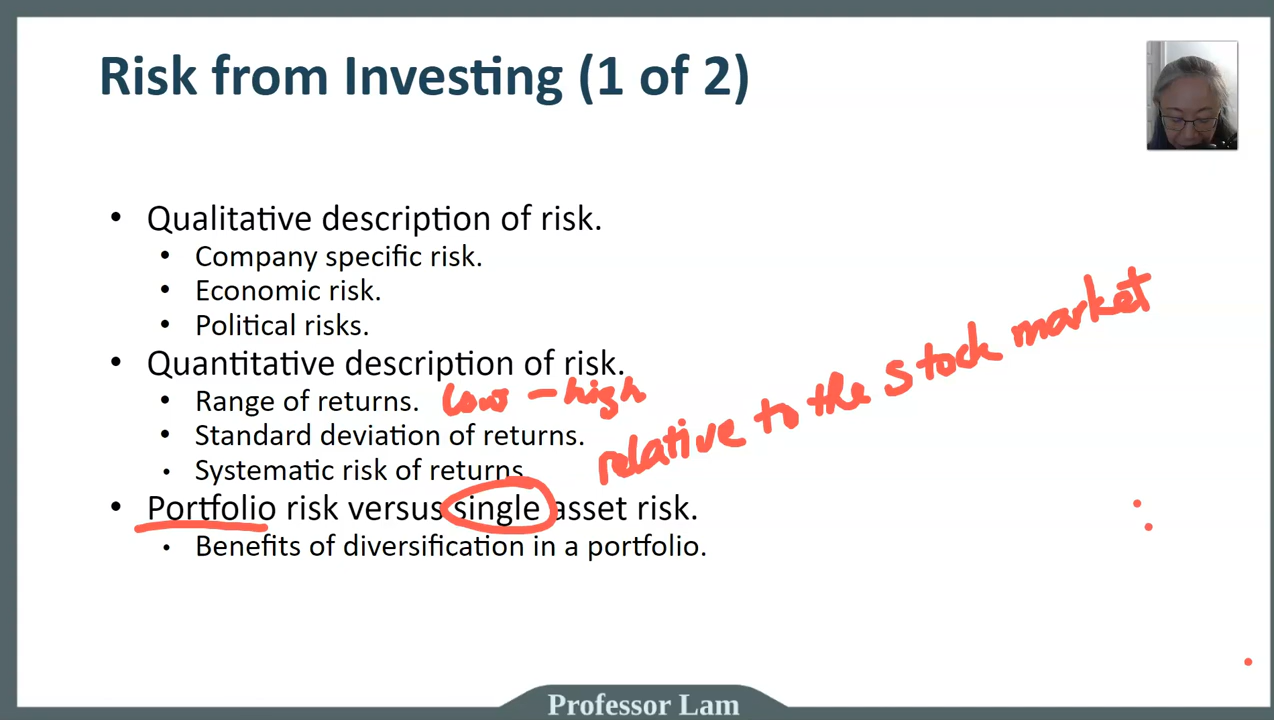 Risk from Investing (1 of 2)
• Qualitative description of risk.
• Company specific risk.
• Economic risk.
• Political risks.
• Quantitative description of risk.
• Range of returns. low - high
• Standard deviation of returns.
• Systematic risk of returns. relative to the stock market
• Portfolio risk versus single asset risk.
• Benefits of diversification in a portfolio.
Professor Lam